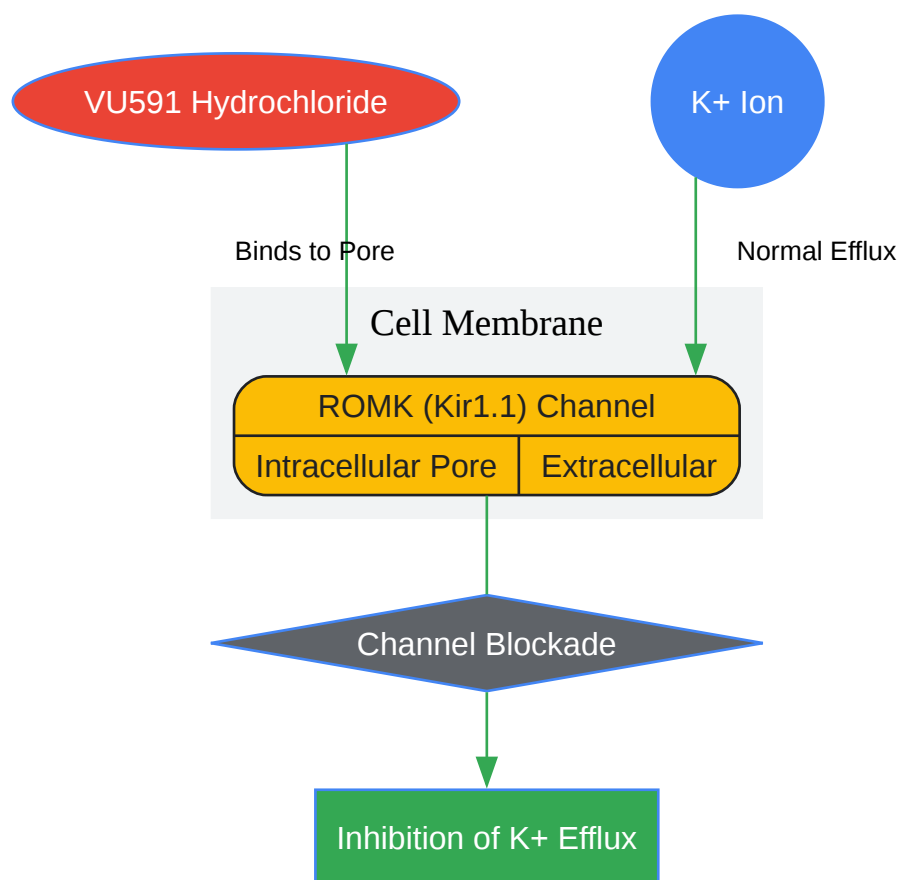 VU591 Hydrochloride
K+ Ion
Binds to Pore
Normal Efflux
Cell Membrane
ROMK (Kir1.1) Channel
Intracellular Pore
Extracellular
Channel Blockade
Inhibition of K+ Efflux